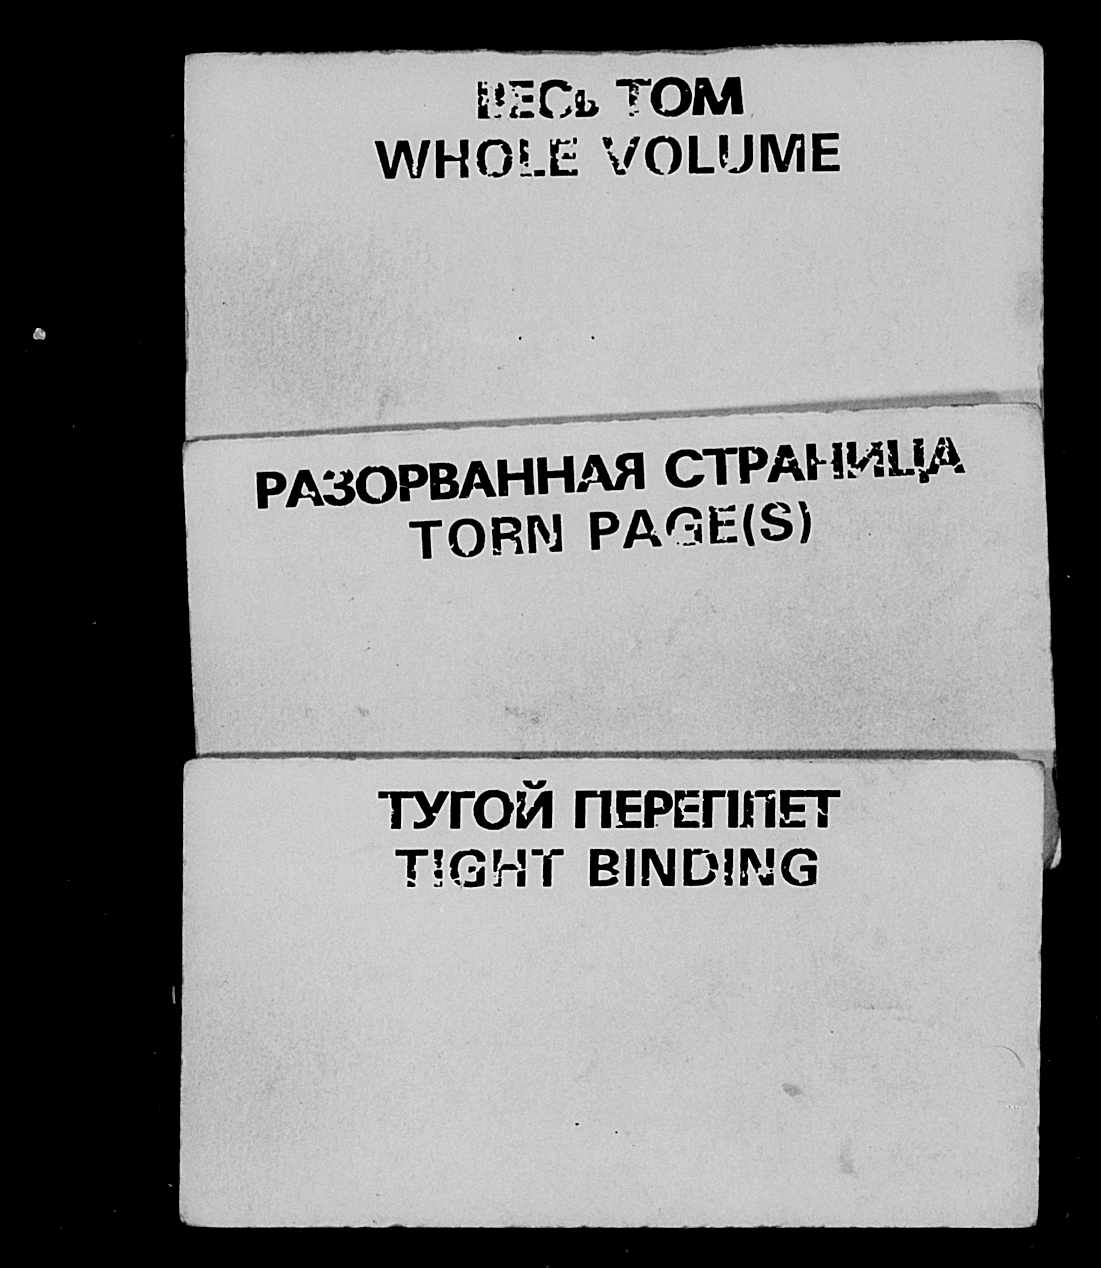 ВЕСЬ ТОМ
WHOLE VOLUME
РАЗОРВАННАЯ СТРАНИЦА
TORN PAGE(S)
ТУГОЙ ПЕРЕПЛЕТ
TIGHT BINDING